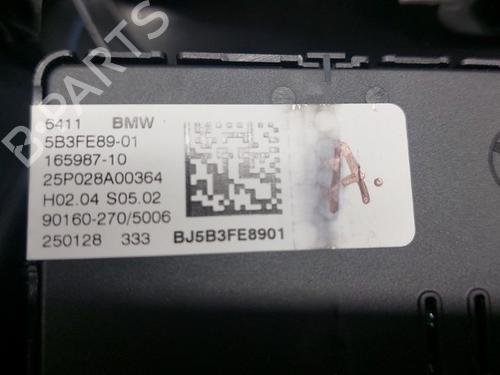 B-PARTS
6411 BMW
5B3FE89-01
165987-10
25P028A00364
H02.04 S05.02
90160-270/5006
250128 333
BJ5B3FE8901
A.